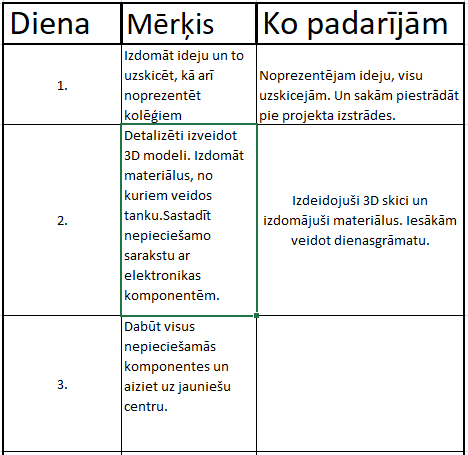 Diena Mērķis Ko padarījām
1.
Izdomāt ideju un to
uzskicēt, kā arī
noprezentēt
kolēģiem
Noprezentējam ideju, visu
uzskicejām. Un sakām piestrādāt
pie projekta izstrādes.
2.
Detalizēti izveidot
3D modeli. Izdomāt
materiālus, no
kuriem veidos
tanku.Sastadīt
nepieciešamo
sarakstu ar
elektronikas
komponentēm.
Izdeidojuši 3D skici un
izdomājuši materiālus. Iesākām
veidot dienasgrāmatu.
3.
Dabūt visus
nepieciešamās
komponentes un
aiziet uz jauniešu
centru.